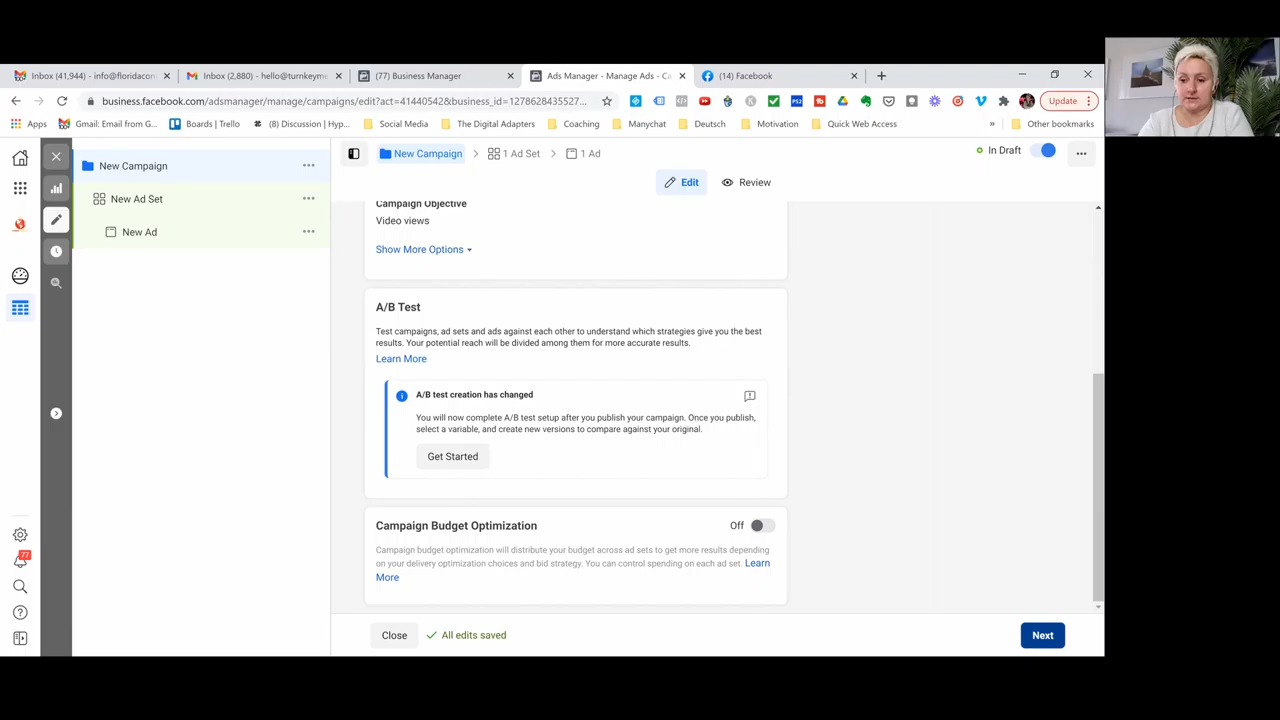 Inbox (41,944) - info@floridacon
Inbox (2,880) - hello@turnkeyme
(77) Business Manager
Ads Manager - Manage Ads - Ca
(14) Facebook
business.facebook.com/adsmanager/manage/campaigns/edit?act=41440542&business_id=1278628435527...
Update
Apps
Gmail: Email from G...
Boards | Trello
(8) Discussion | Hyp...
Social Media
The Digital Adapters
Coaching
Manychat
Deutsch
Motivation
Quick Web Access
»
Other bookmarks
New Campaign
New Ad Set
New Ad
New Campaign
1 Ad Set
1 Ad
In Draft
Edit
Review
Campaign Objective
Video views
Show More Options
A/B Test
Test campaigns, ad sets and ads against each other to understand which strategies give you the best
results. Your potential reach will be divided among them for more accurate results.
Learn More
A/B test creation has changed
You will now complete A/B test setup after you publish your campaign. Once you publish,
select a variable, and create new versions to compare against your original.
Get Started
Campaign Budget Optimization
Off
Campaign budget optimization will distribute your budget across ad sets to get more results depending
on your delivery optimization choices and bid strategy. You can control spending on each ad set. Learn
More
77
Close
All edits saved
Next